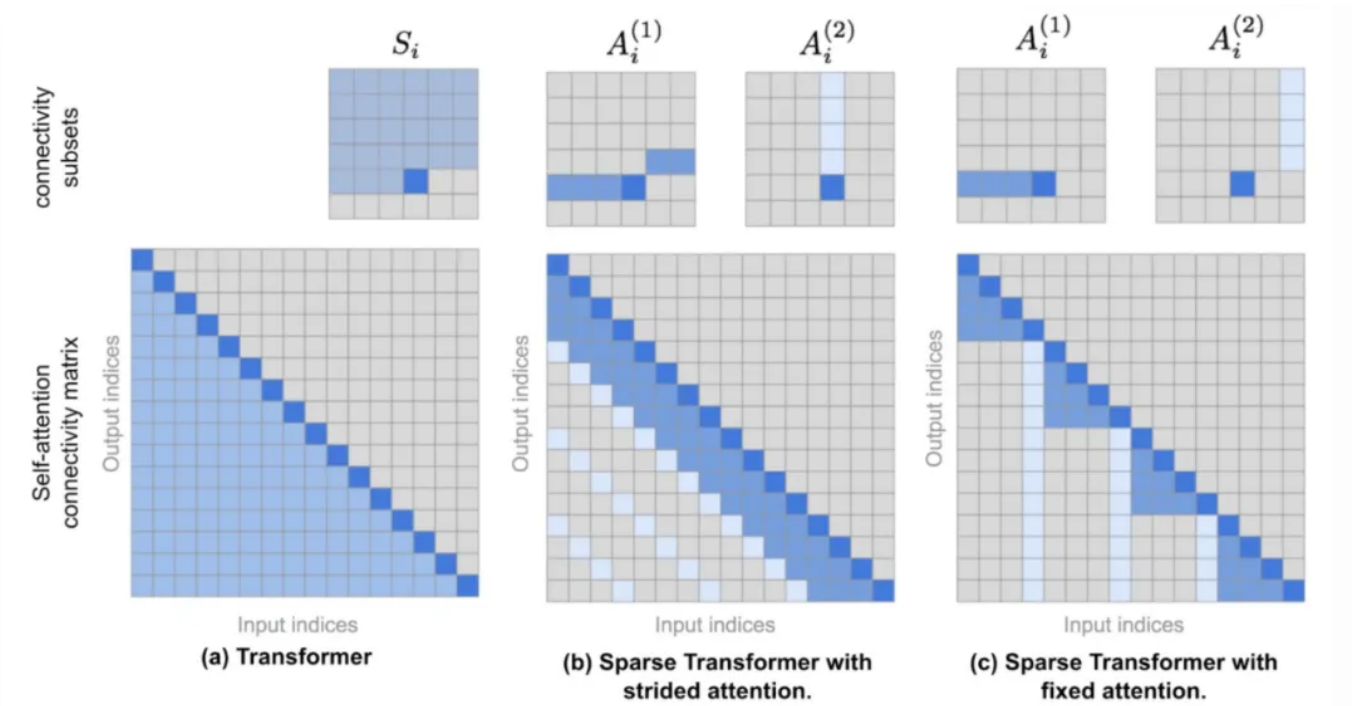 S_i
A_i^{(1)}
A_i^{(2)}
A_i^{(1)}
A_i^{(2)}
connectivity
subsets
Self-attention
connectivity matrix
Output indices
Output indices
Output indices
Input indices
Input indices
Input indices
(a) Transformer
(b) Sparse Transformer with
strided attention.
(c) Sparse Transformer with
fixed attention.